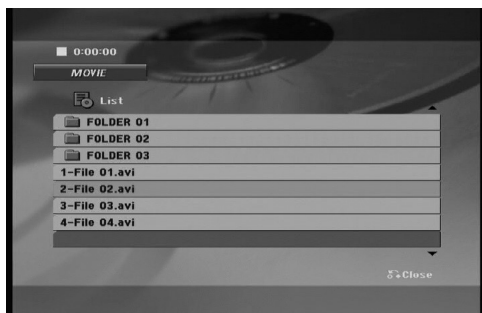 0:00:00
MOVIE
List
FOLDER 01
FOLDER 02
FOLDER 03
1-File 01.avi
2-File 02.avi
3-File 03.avi
4-File 04.avi
Close